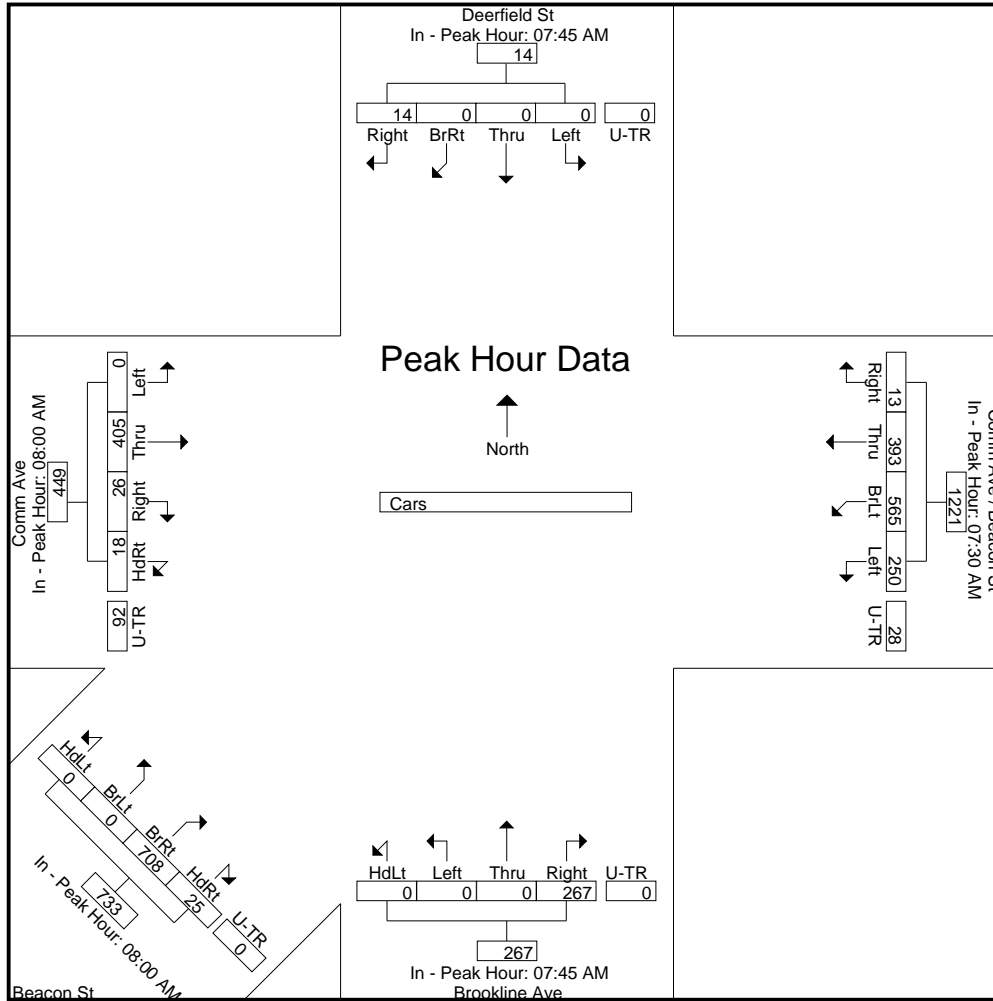 Deerfield St
In - Peak Hour: 07:45 AM
14
14 0 0 0 0
Right BrRt Thru Left U-TR
Peak Hour Data
North
Cars
Comm Ave
In - Peak Hour: 08:00 AM
449
0 405 26 18 92
Left Thru Right HdRt U-TR
Comm Ave / Beacon St
In - Peak Hour: 07:30 AM
1221
13 393 565 250 28
Right Thru BrLt Left U-TR
HdLt BrLt BrRt HdRt U-TR
0 0 708 25 0
733
In - Peak Hour: 08:00 AM
Beacon St
HdLt Left Thru Right U-TR
0 0 0 267 0
267
In - Peak Hour: 07:45 AM
Brookline Ave